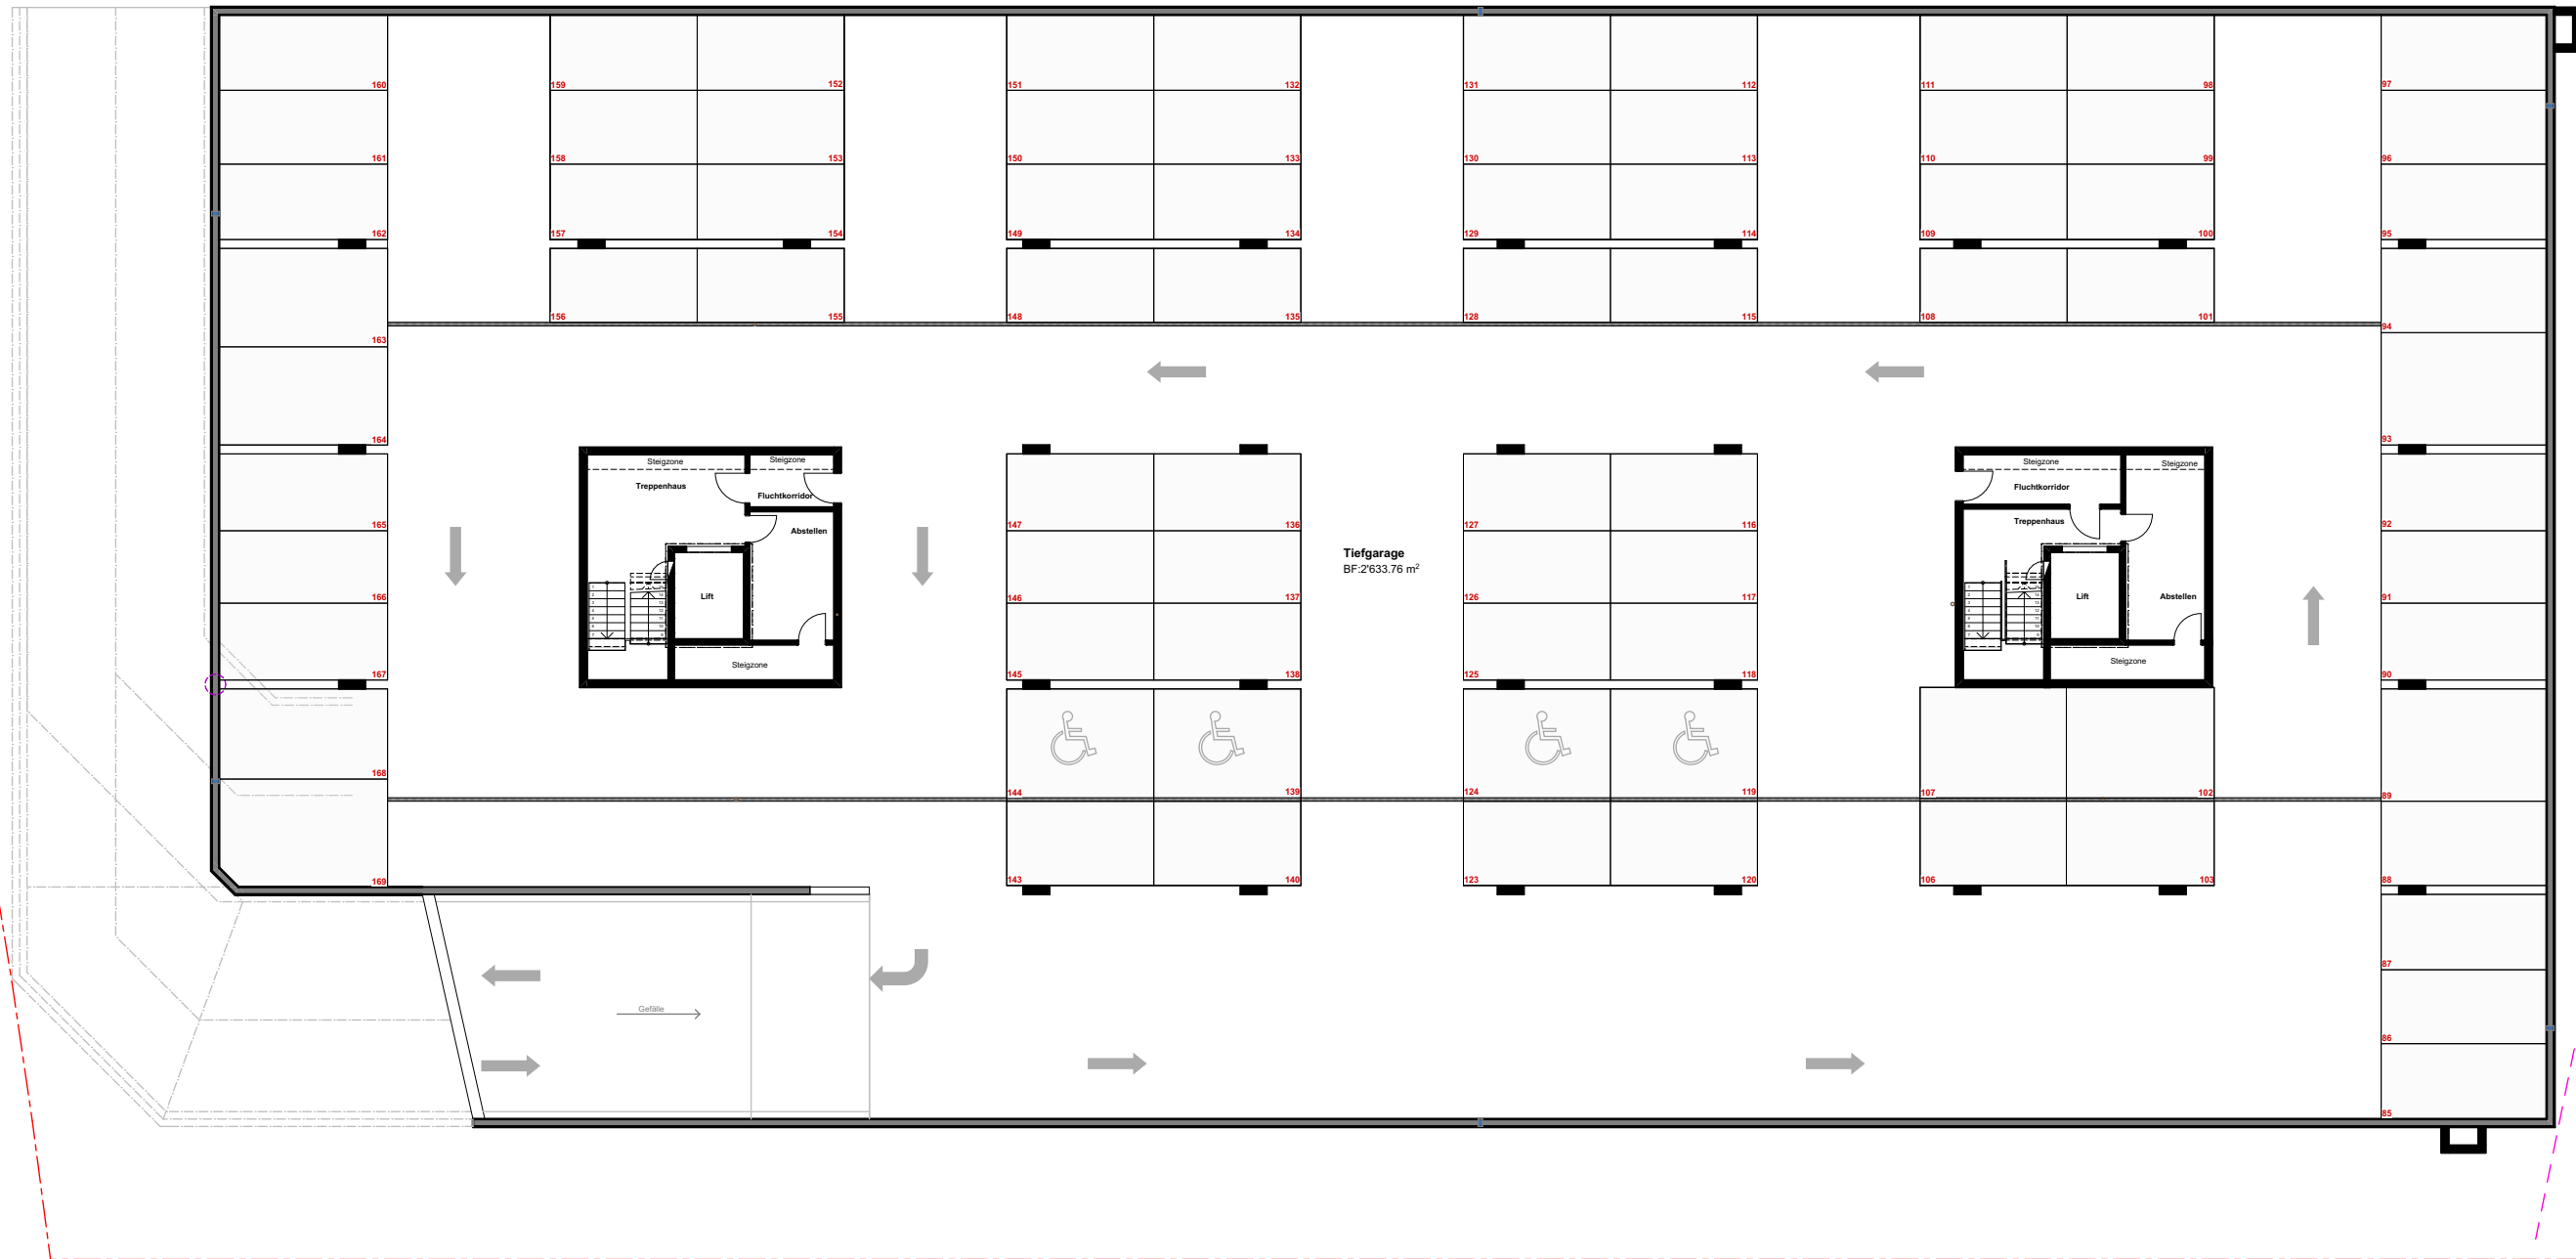 160 159 152 151 132 131 112 111 98 97
161 158 153 150 133 130 113 110 99 96
162 157 154 149 134 129 114 109 100 95
156 155 148 135 128 115 108 101
94
163
164 93
Steigzone Steigzone Steigzone Steigzone
Treppenhaus Fluchtkorridor
Fluchtkorridor Treppenhaus
165 147 136 127 116 92
Abstellen
Tiefgarage
BF:2'633.76 m²
166 Lift 146 137 126 117 Lift Abstellen 91
Steigzone Steigzone
167 145 138 125 118 90
168
144 139 124 119 107 102 89
169 143 140 123 120 106 103 88
87
Gefälle
86
85